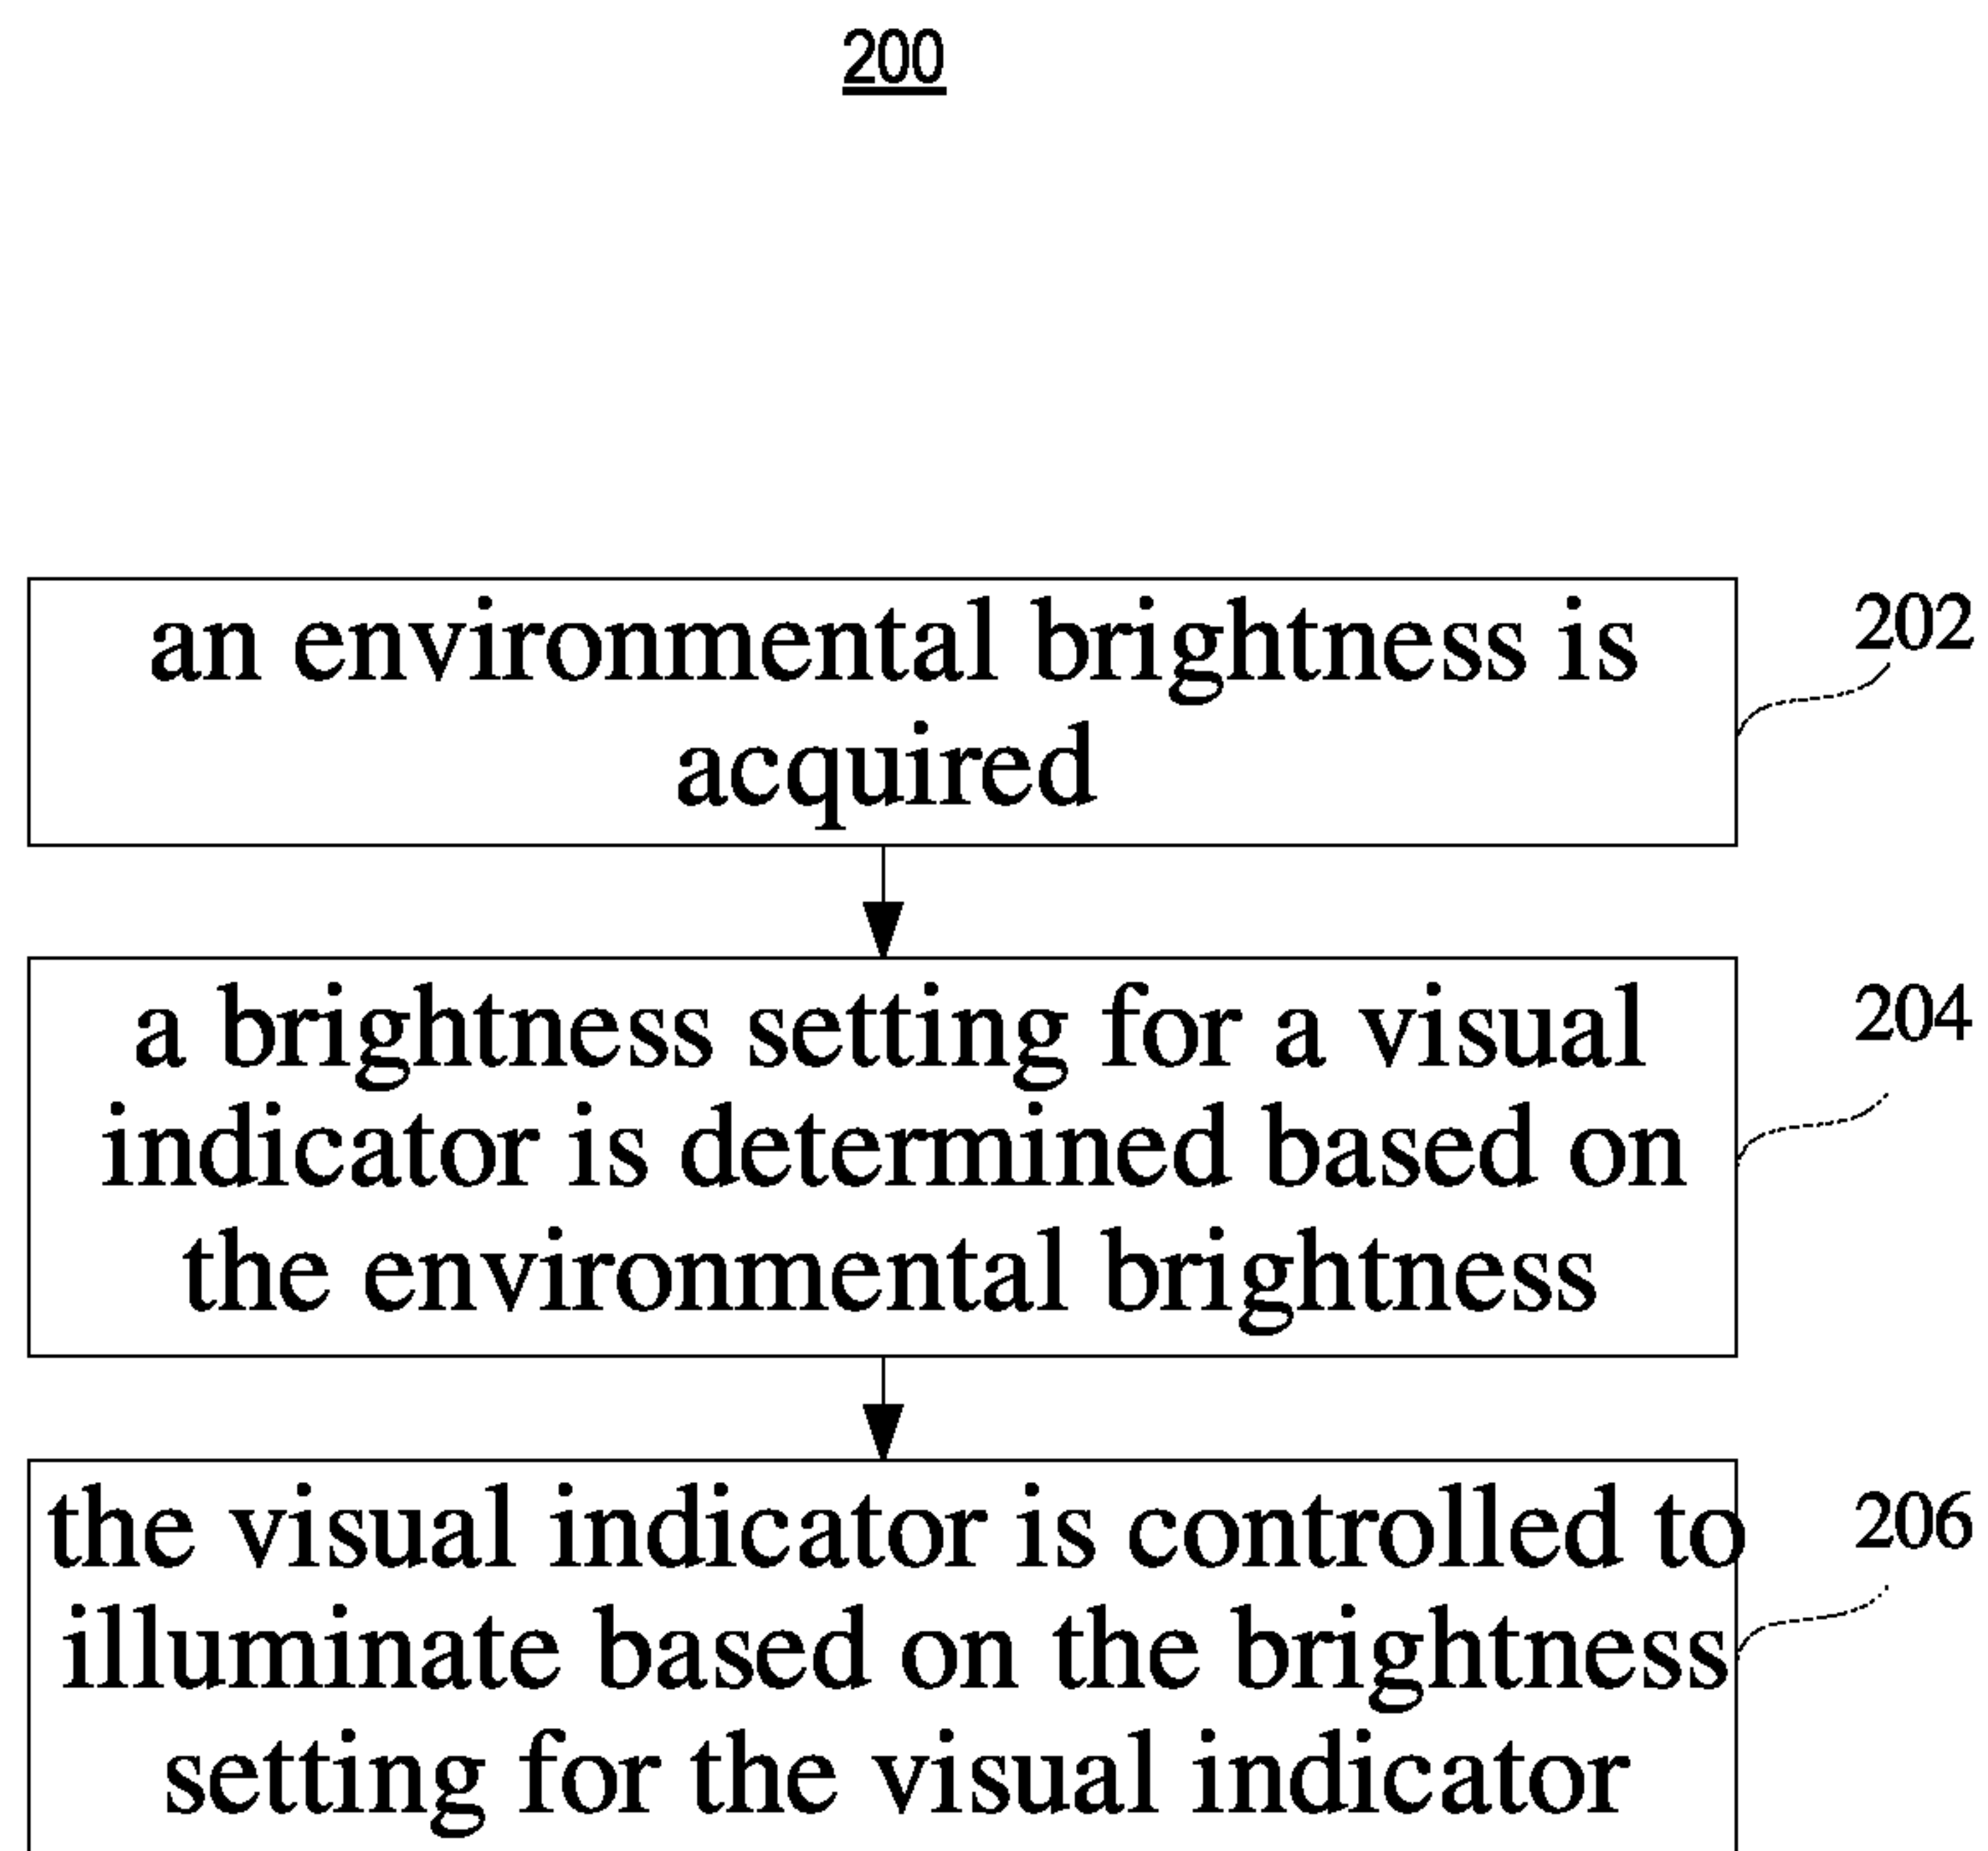 200
an environmental brightness is
acquired
202
a brightness setting for a visual
indicator is determined based on
the environmental brightness
204
the visual indicator is controlled to
illuminate based on the brightness
setting for the visual indicator
206